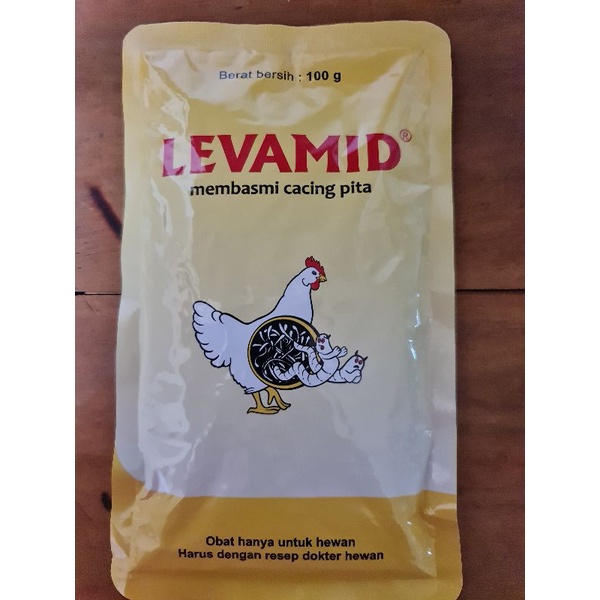 Berat bersih : 100 g
LEVAMID®
membasmi cacing pita
Obat hanya untuk hewan
Harus dengan resep dokter hewan